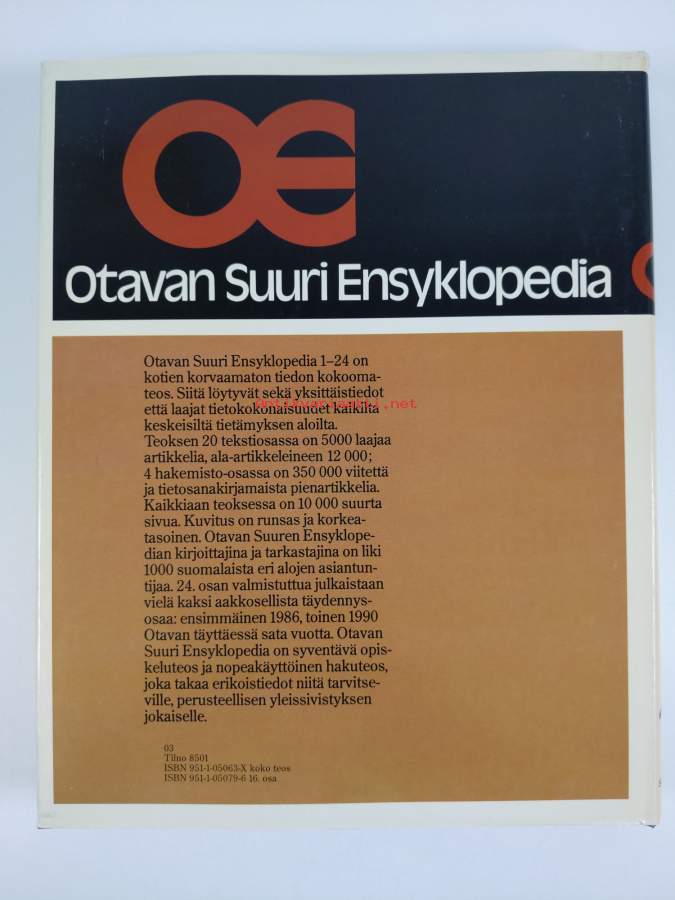 OE
Otavan Suuri Ensyklopedia
Otavan Suuri Ensyklopedia 1–24 on
kotien korvaamaton tiedon kokooma-
teos. Siitä löytyvät sekä yksittäistiedot
että laajat tietokokonaisuudet kaikilta
Antikvariaatti.net
keskeisiltä tietämyksen aloilta.
Teoksen 20 tekstiosassa on 5000 laajaa
artikkelia, ala-artikkeleineen 12 000;
4 hakemisto-osassa on 350 000 viitettä
ja tietosanakirjamaista pienartikkelia.
Kaikkiaan teoksessa on 10 000 suurta
sivua. Kuvitus on runsas ja korkea-
tasoinen. Otavan Suuren Ensyklope-
dian kirjoittajina ja tarkastajina on liki
1000 suomalaista eri alojen asiantun-
tijaa. 24. osan valmistuttua julkaistaan
vielä kaksi aakkosellista täydennys-
osaa: ensimmäinen 1986, toinen 1990
Otavan täyttäessä sata vuotta. Otavan
Suuri Ensyklopedia on syventävä opis-
keluteos ja nopeakäyttöinen hakuteos,
joka takaa erikoistiedot niitä tarvitse-
ville, perusteellisen yleissivistyksen
jokaiselle.
03
Tilno 8501
ISBN 951-1-05063-X koko teos
ISBN 951-1-05079-6 16. osa